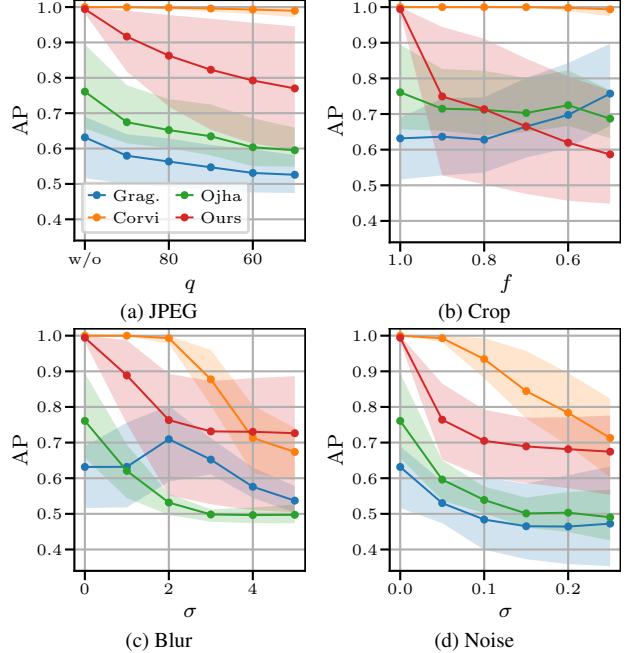 1.0
0.9
0.8
0.7
0.6
0.5
0.4
AP
Grag.
Corvi
Ojha
Ours
w/o 80 60
q
(a) JPEG
1.0
0.9
0.8
0.7
0.6
0.5
0.4
AP
1.0 0.8 0.6
f
(b) Crop
1.0
0.9
0.8
0.7
0.6
0.5
0.4
AP
0 2 4
σ
(c) Blur
1.0
0.9
0.8
0.7
0.6
0.5
0.4
AP
0.0 0.1 0.2
σ
(d) Noise